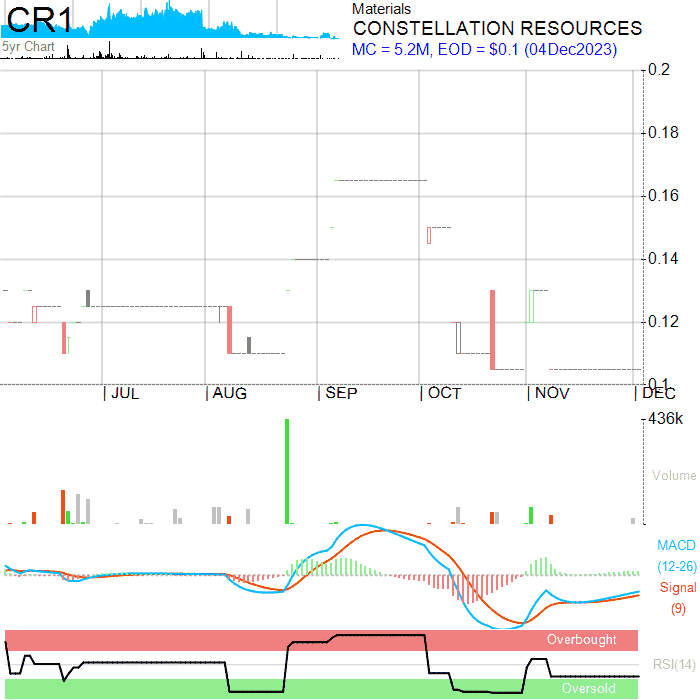 CR1
5yr Chart
Materials
CONSTELLATION RESOURCES
MC = 5.2M, EOD = $0.1 (04Dec2023)
0.2
0.18
0.16
0.14
0.12
0.1
JUL AUG SEP OCT NOV DEC
436k
Volume
MACD
(12-26)
Signal
(9)
Overbought
RSI(14)
Oversold